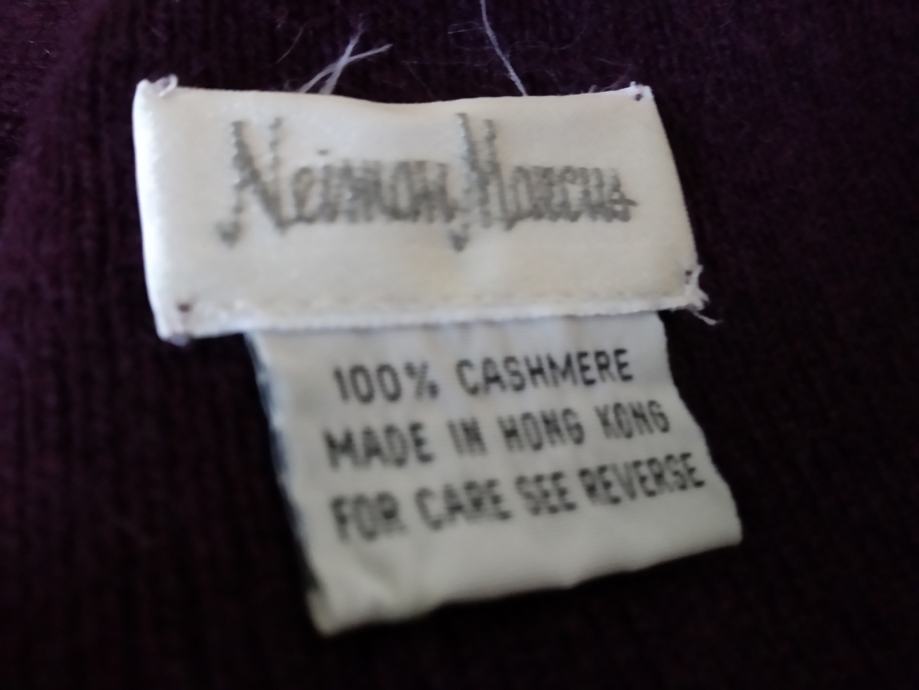 Neiman Marcus
100% CASHMERE
MADE IN HONG KONG
FOR CARE SEE REVERSE